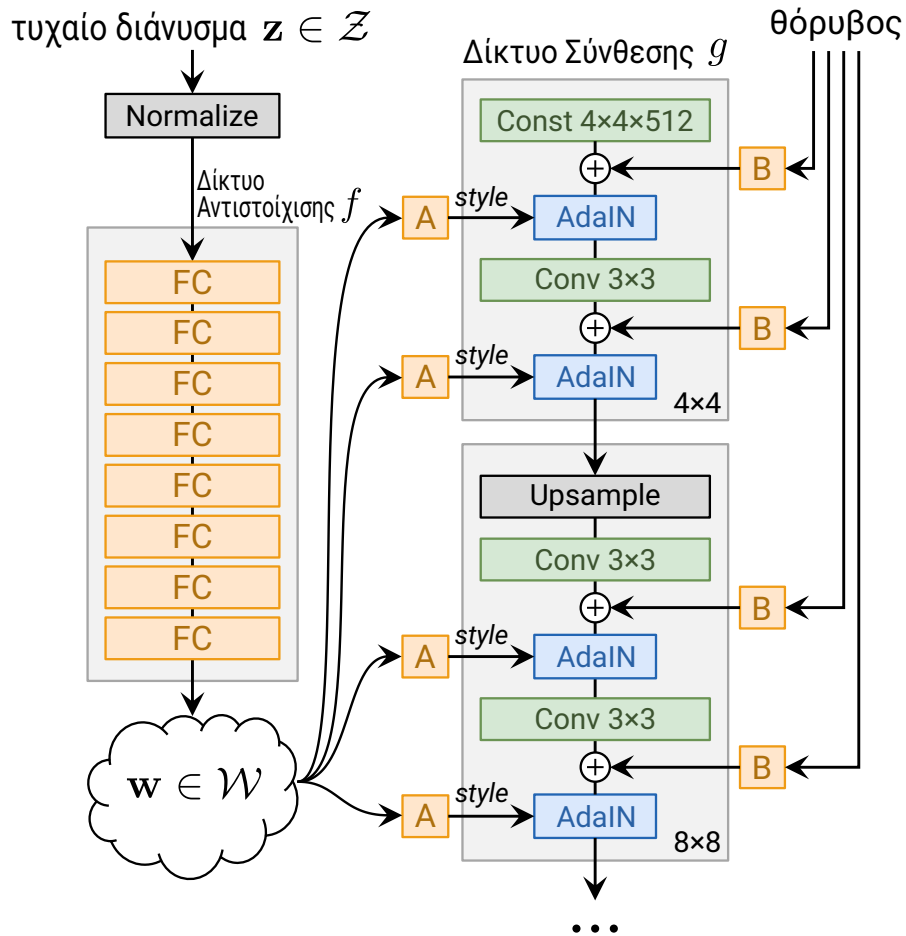 τυχαίο διάνυσμα z ∈ 𝒵
Normalize
Δίκτυο
Αντιστοίχισης f
FC
FC
FC
FC
FC
FC
FC
FC
w ∈ 𝒲
θόρυβος
Δίκτυο Σύνθεσης g
Const 4×4×512
B
A style AdaIN
Conv 3×3
B
A style AdaIN
4×4
Upsample
Conv 3×3
B
A style AdaIN
Conv 3×3
B
A style AdaIN
8×8
...